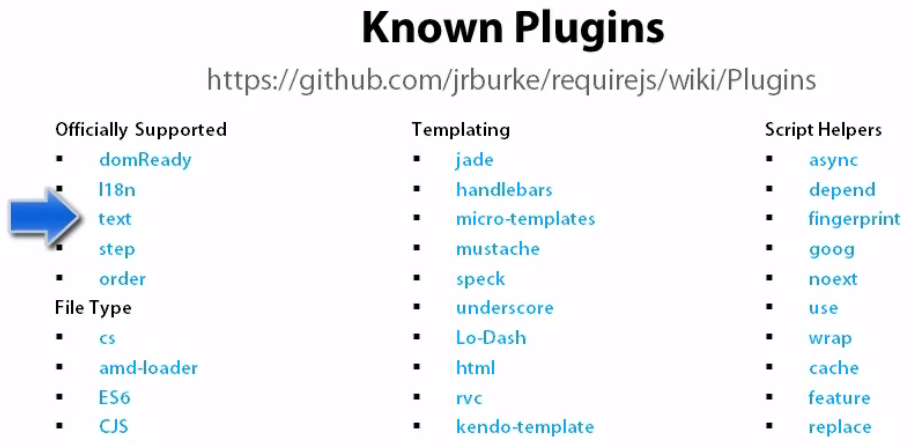 Known Plugins
https://github.com/jrburke/requirejs/wiki/Plugins
Officially Supported
▪ domReady
▪ I18n
▪ text
▪ step
▪ order
File Type
▪ cs
▪ amd-loader
▪ ES6
▪ CJS
Templating
▪ jade
▪ handlebars
▪ micro-templates
▪ mustache
▪ speck
▪ underscore
▪ Lo-Dash
▪ html
▪ rvc
▪ kendo-template
Script Helpers
▪ async
▪ depend
▪ fingerprint
▪ goog
▪ noext
▪ use
▪ wrap
▪ cache
▪ feature
▪ replace